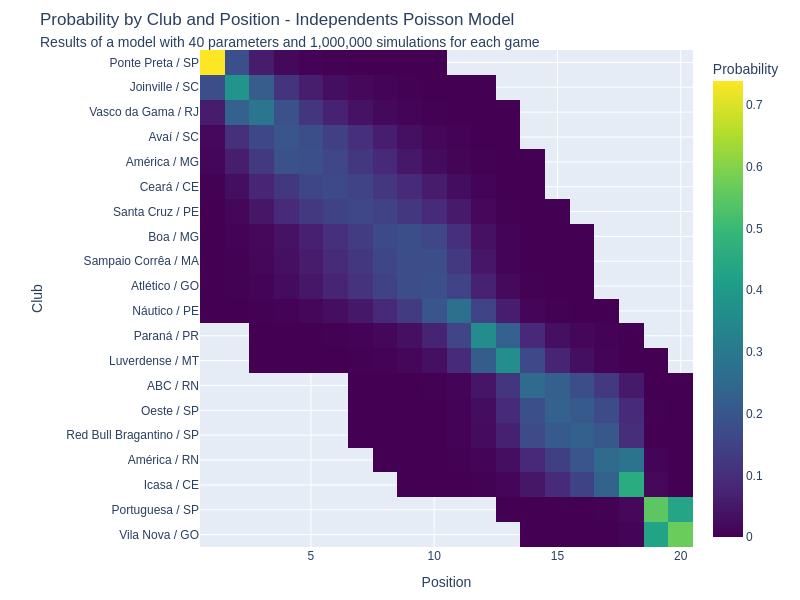 Probability by Club and Position - Independents Poisson Model
Results of a model with 40 parameters and 1,000,000 simulations for each game
Probability
Ponte Preta / SP
Joinville / SC
Vasco da Gama / RJ
Avaí / SC
América / MG
Ceará / CE
Santa Cruz / PE
Boa / MG
Sampaio Corrêa / MA
Atlético / GO
Náutico / PE
Paraná / PR
Luverdense / MT
ABC / RN
Oeste / SP
Red Bull Bragantino / SP
América / RN
Icasa / CE
Portuguesa / SP
Vila Nova / GO
Club
5
10
15
20
Position
0.7
0.6
0.5
0.4
0.3
0.2
0.1
0